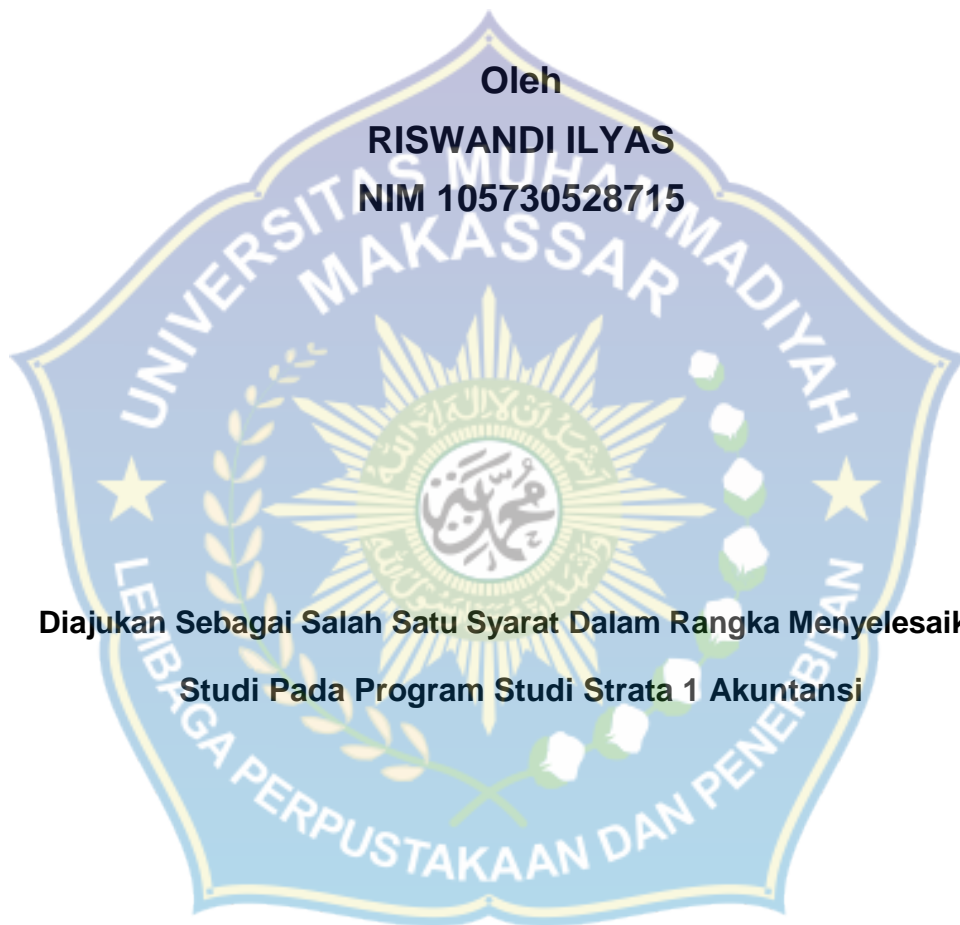 Oleh
RISWANDI ILYAS
NIM 105730528715
UNIVERSITAS MUHAMMADIYAH
MAKASSAR
محمد
Diajukan Sebagai Salah Satu Syarat Dalam Rangka Menyelesaik
Studi Pada Program Studi Strata 1 Akuntansi
LEMBAGA PERPUSTAKAAN DAN PENERBITAN